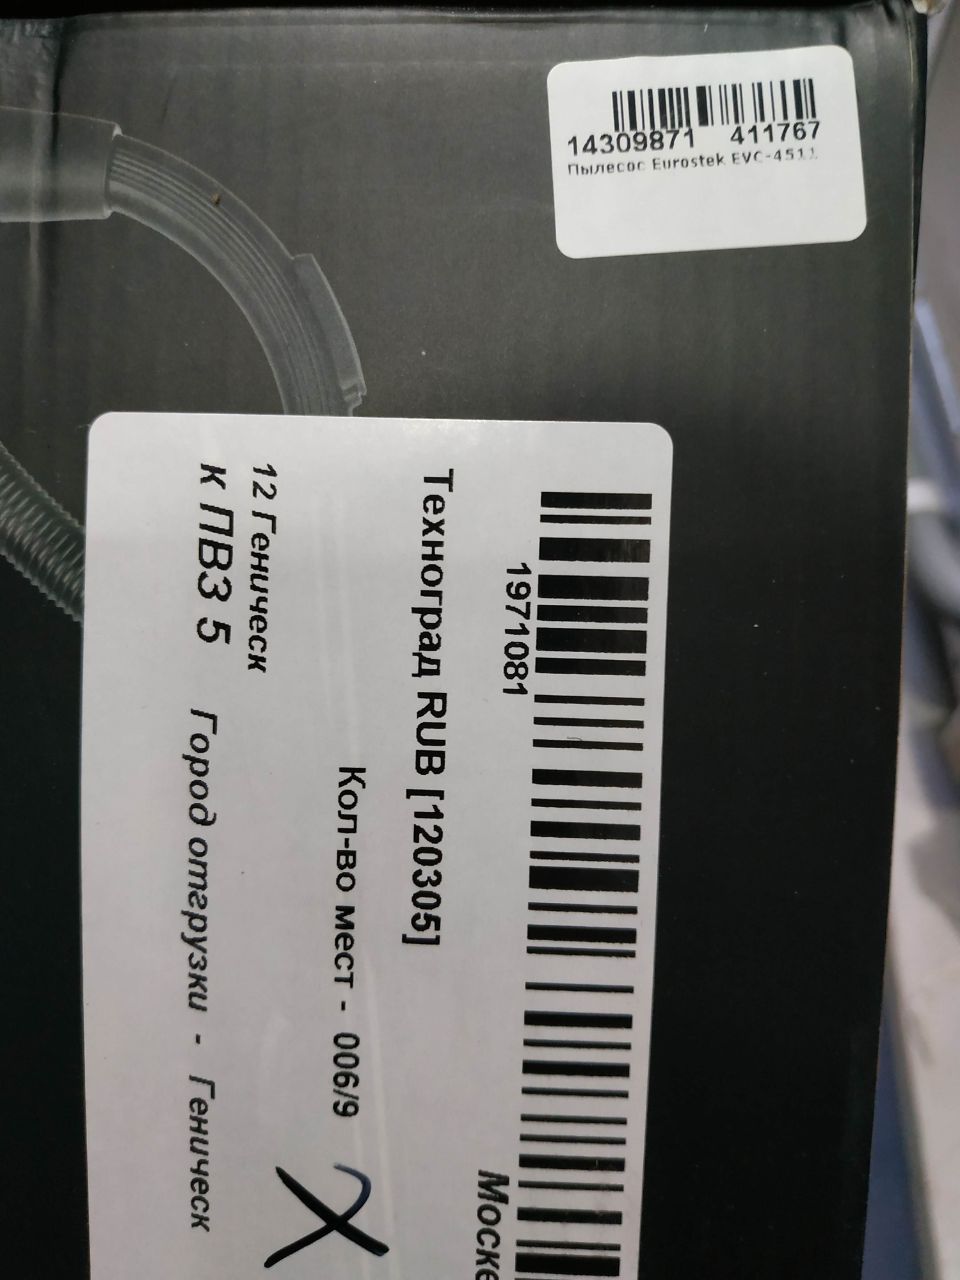 14309871 411767
Пылесос Eurostek EVC-4511
1971081
Техноград RUB [120305]
Кол-во мест - 006/9
12 Геническ
к ПВЗ 5 Город отгрузки - Геническ
X